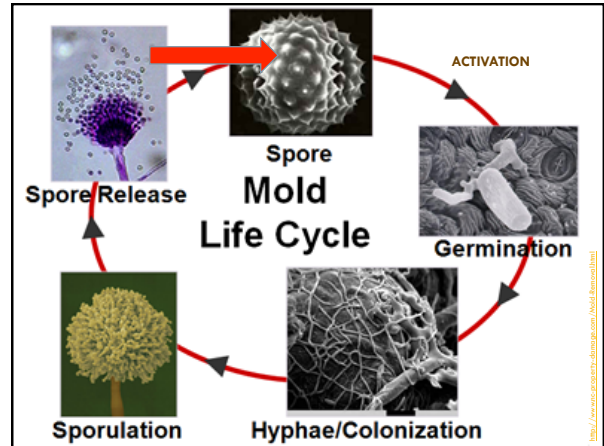 ACTIVATION
Spore
Spore Release
Mold
Life Cycle
Germination
Sporulation
Hyphae/Colonization